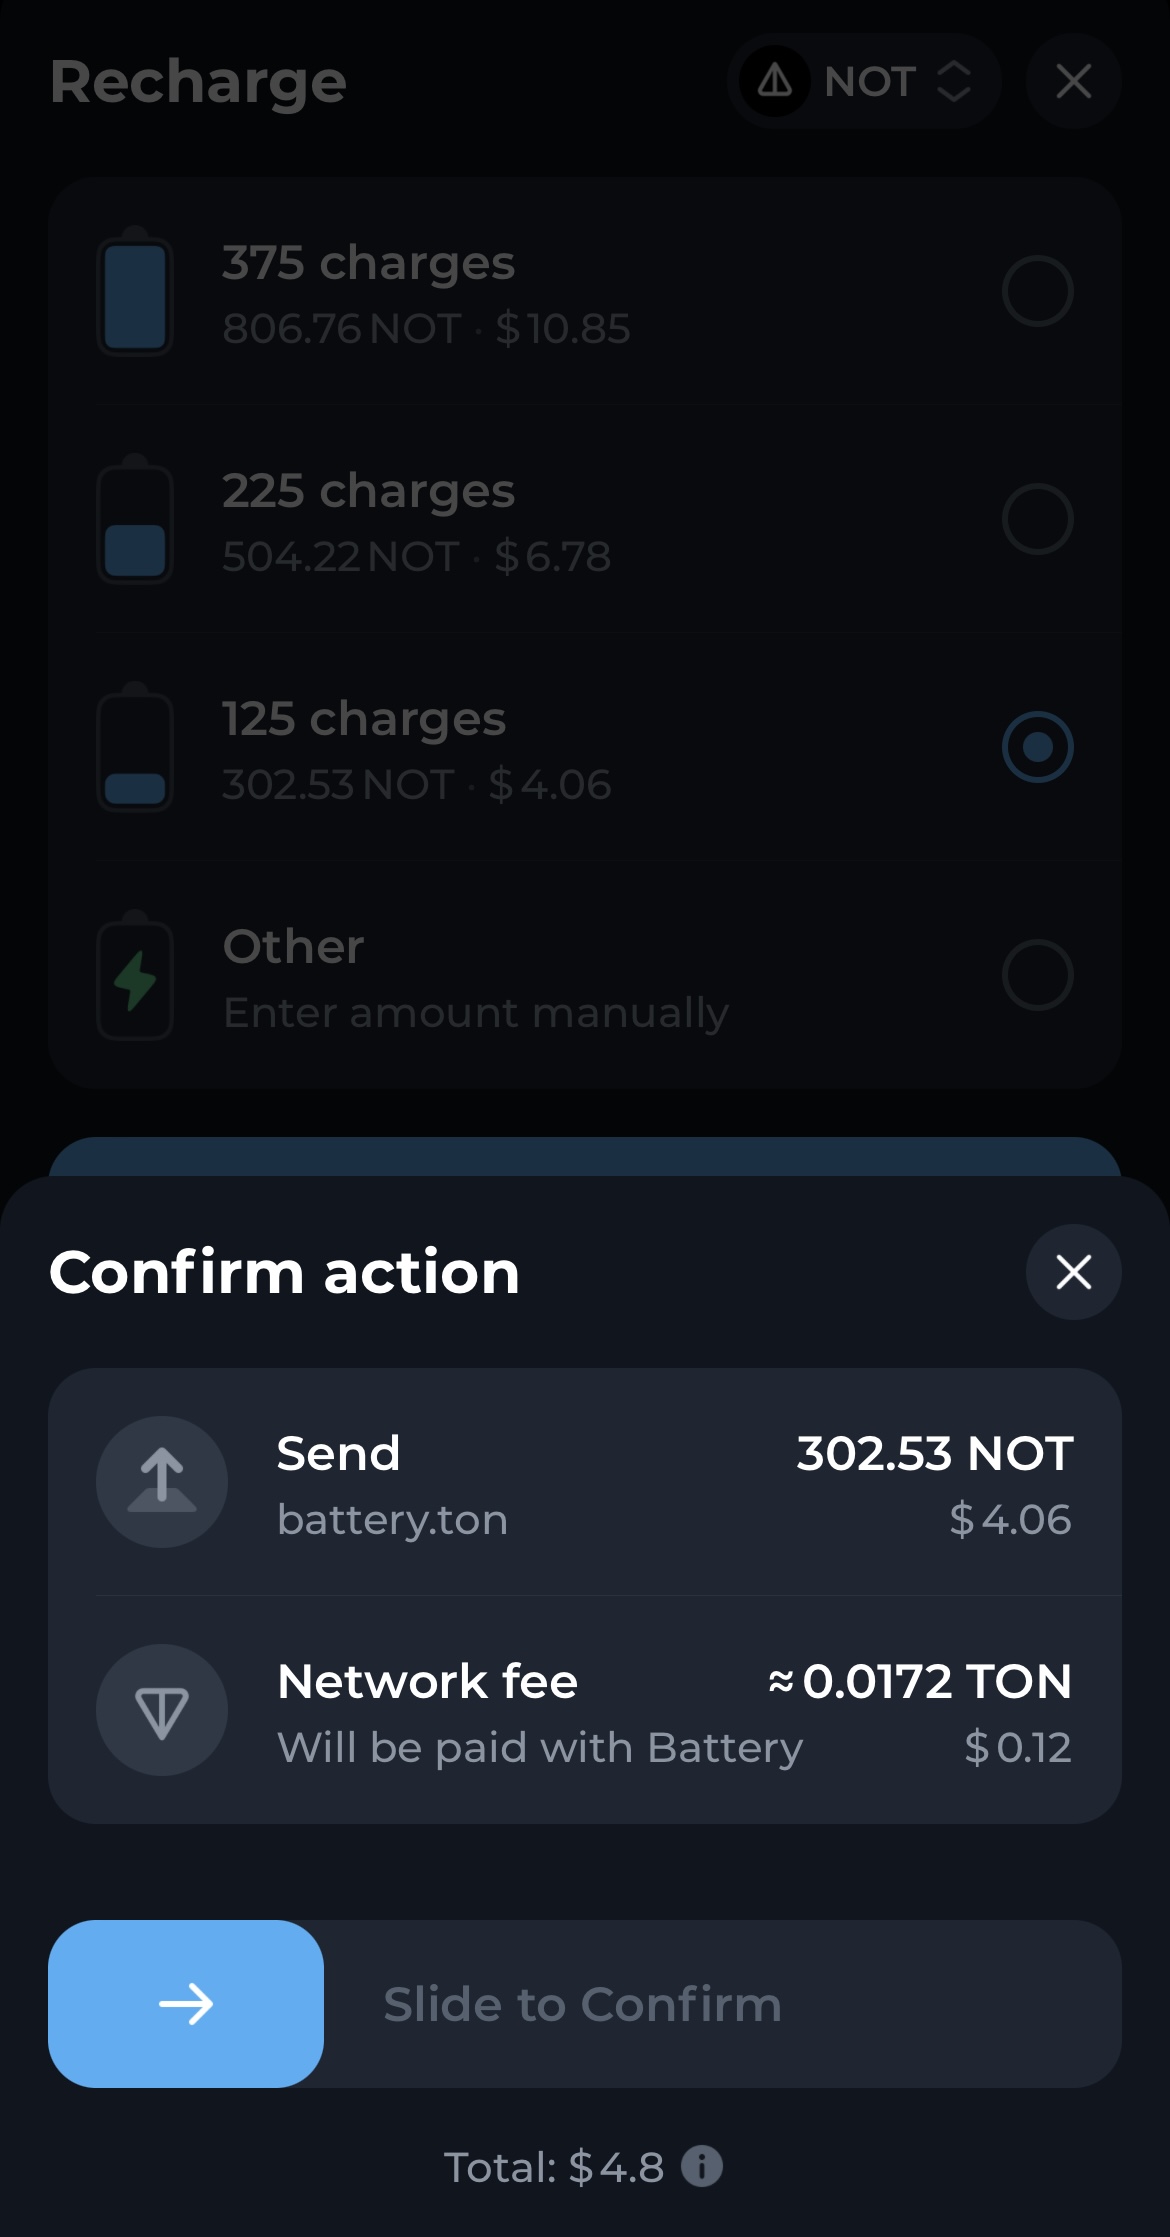 Recharge
NOT
375 charges
806.76 NOT · $ 10.85
225 charges
504.22 NOT · $ 6.78
125 charges
302.53 NOT · $ 4.06
Other
Enter amount manually
Confirm action
Send 302.53 NOT
battery.ton $ 4.06
Network fee ≈ 0.0172 TON
Will be paid with Battery $ 0.12
Slide to Confirm
Total: $ 4.8